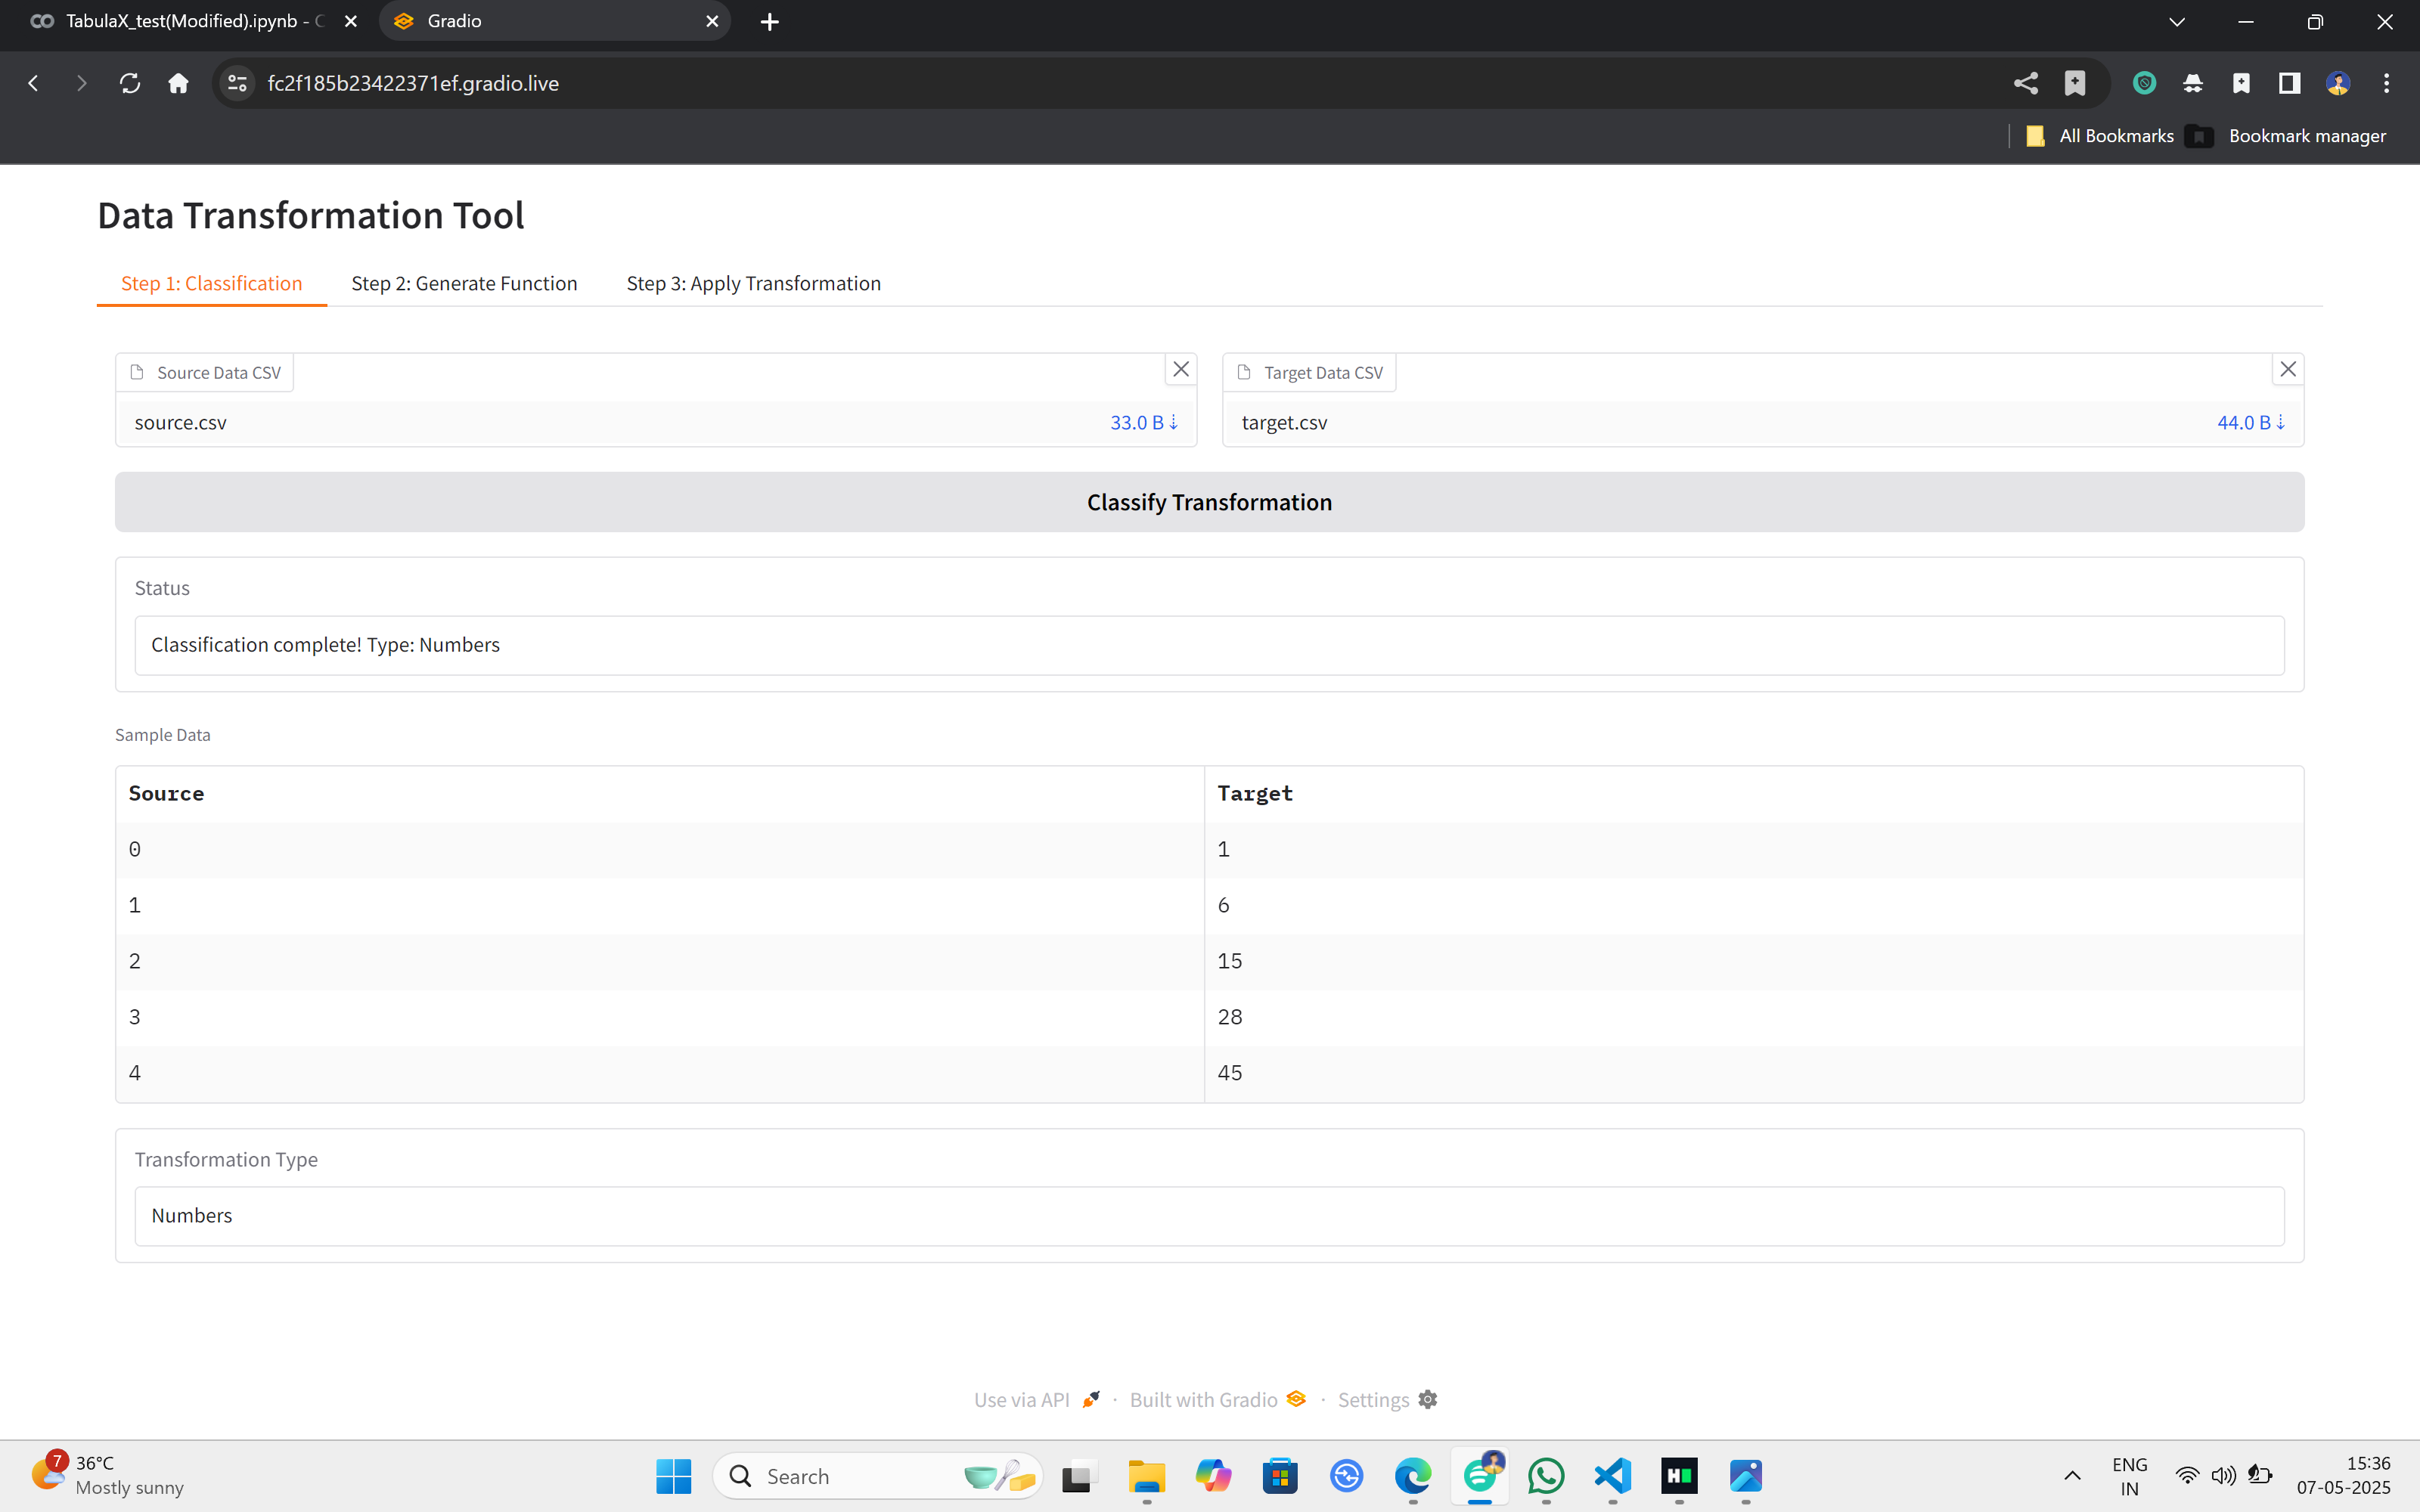 TabulaX_test(Modified).ipynb - C
Gradio
fc2f185b23422371ef.gradio.live
All Bookmarks
Bookmark manager
Data Transformation Tool
Step 1: Classification
Step 2: Generate Function
Step 3: Apply Transformation
Source Data CSV
Target Data CSV
source.csv
33.0 B ⇣
target.csv
44.0 B ⇣
Classify Transformation
Status
Classification complete! Type: Numbers
Sample Data
Source
Target
0
1
1
6
2
15
3
28
4
45
Transformation Type
Numbers
Use via API · Built with Gradio · Settings
7
36°C
Mostly sunny
Search
H
ENG
IN
15:36
07-05-2025